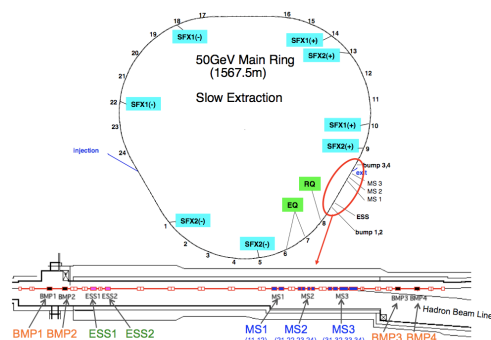 18
17
16
15
SFX1(-)
SFX1(+)
14
SFX2(+)
19
13
50GeV Main Ring
(1567.5m)
20
12
21
Slow Extraction
11
22
SFX1(-)
10
SFX1(+)
23
SFX2(+)
9
24
bump 3,4
injection
exit
RQ
MS 3
MS 2
MS 1
EQ
ESS
8
SFX2(-)
1
bump 1,2
2
SFX2(-)
7
3
4
5
6
BMP1 BMP2 ESS1 ESS2 MS1 MS2 MS3 BMP3 BMP4
Hadron Beam Line
BMP1 BMP2 ESS1 ESS2 MS1 MS2 MS3 BMP3 BMP4